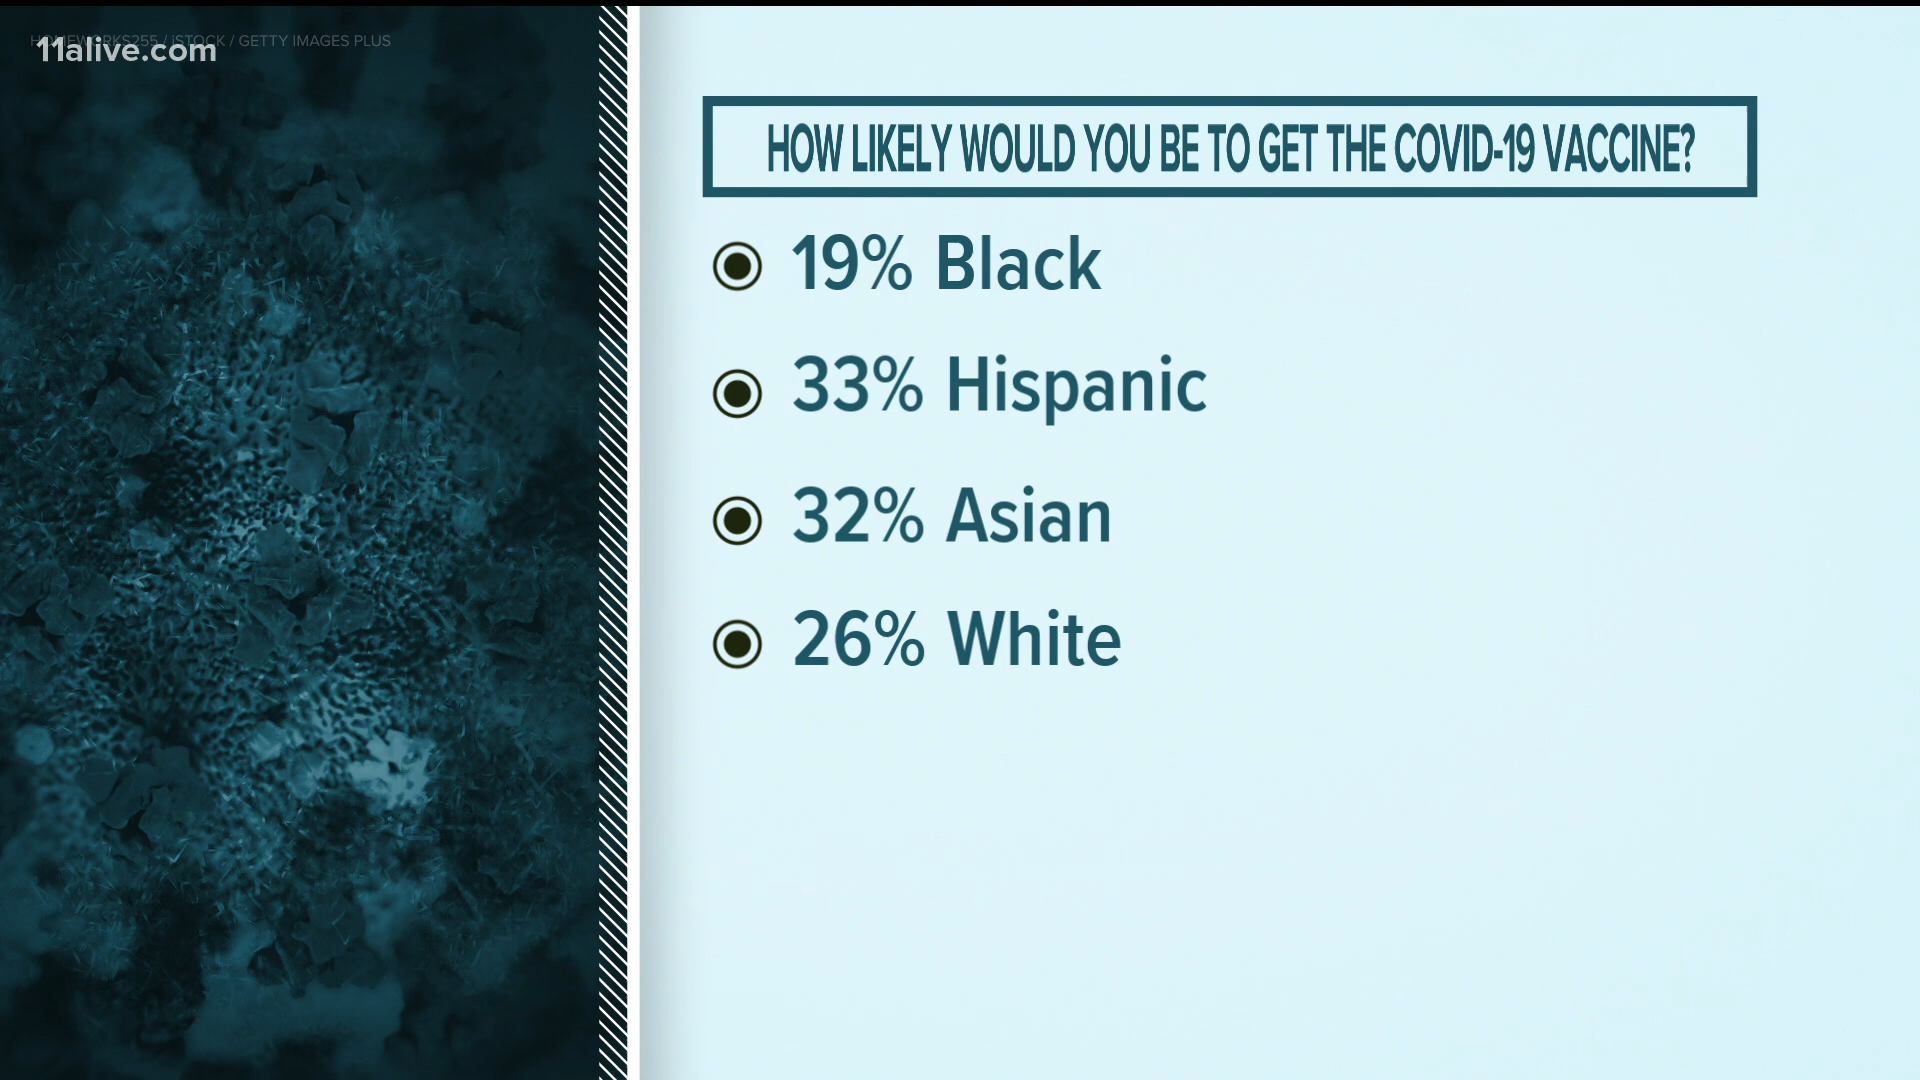 HOMEWORKS255 / iSTOCK / GETTY IMAGES PLUS
11alive.com
HOW LIKELY WOULD YOU BE TO GET THE COVID-19 VACCINE?
19% Black
33% Hispanic
32% Asian
26% White